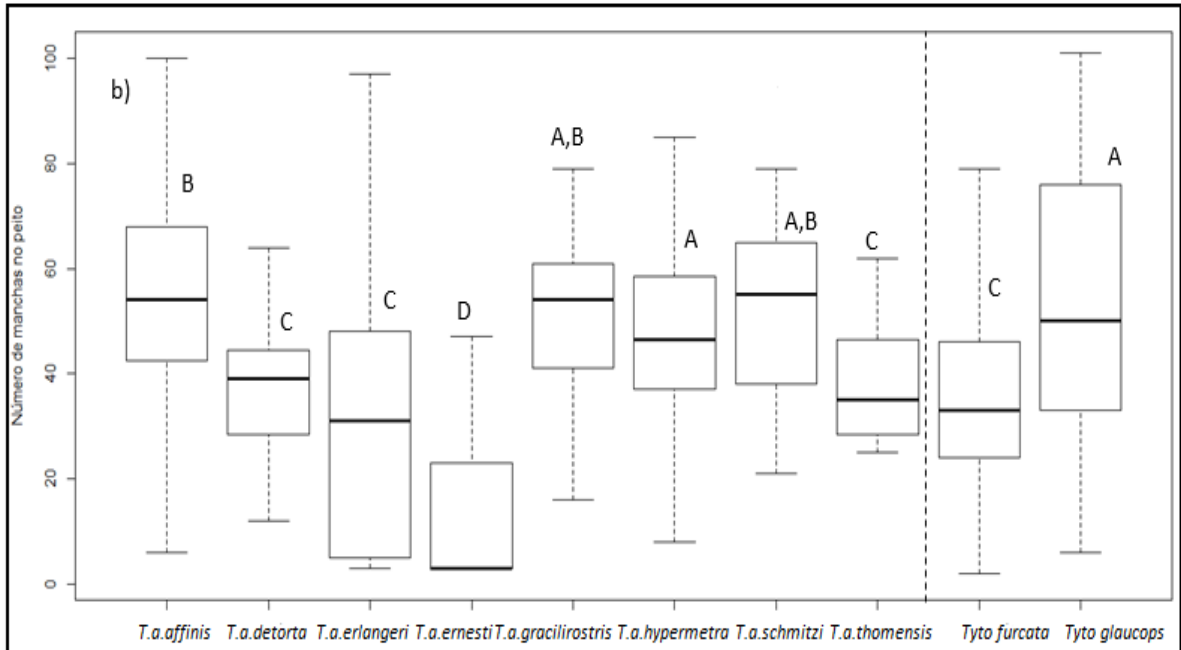 b)
Número de manchas no peito
100
80
60
40
20
0
B
C
C
D
A,B
A
A,B
C
C
A
T.a.affinis T.a.detorta T.a.erlangeri T.a.ernesti T.a.gracilirostris T.a.hypermetra T.a.schmitzi T.a.thomensis Tyto furcata Tyto glaucops